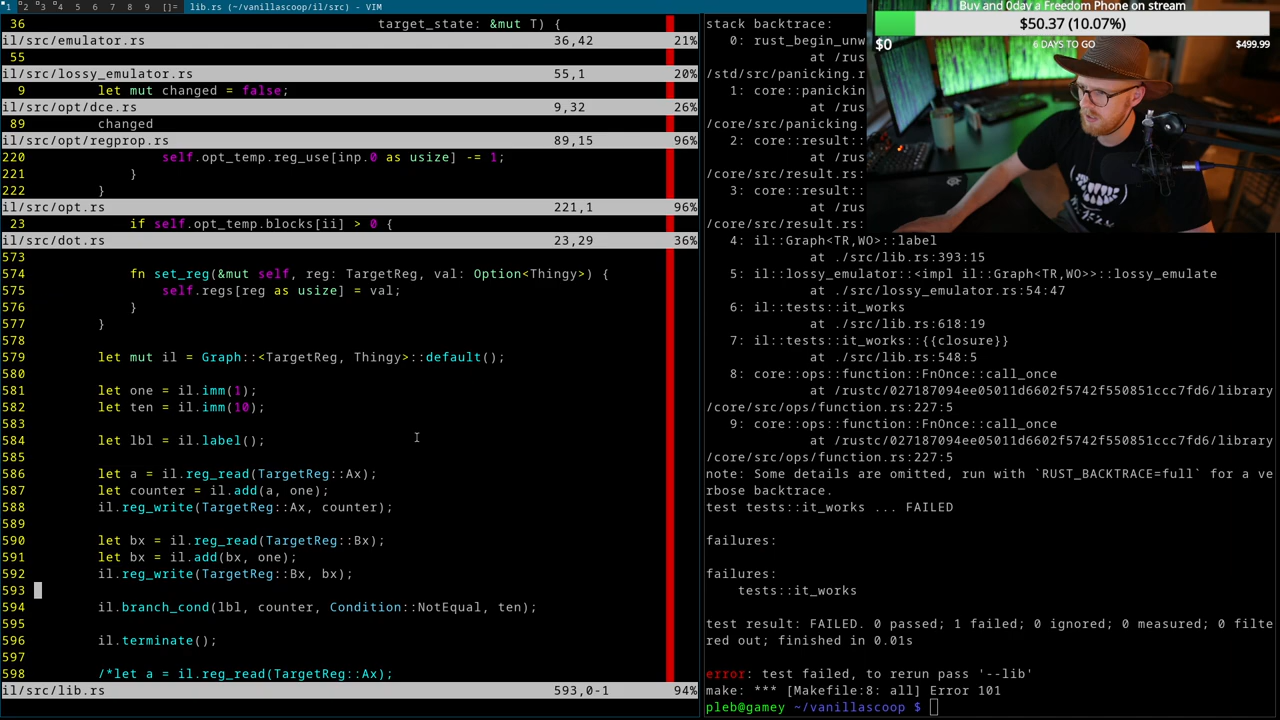 1 2 3 4 5 6 7 8 9 []= lib.rs (~/vanillascoop/il/src) - VIM
36 target_state: &mut T) {
il/src/emulator.rs 36,42 21%
55
il/src/lossy_emulator.rs 55,1 20%
9 let mut changed = false;
il/src/opt/dce.rs 9,32 26%
89 changed
il/src/opt/regprop.rs 89,15 96%
220 self.opt_temp.reg_use[inp.0 as usize] -= 1;
221 }
222 }
il/src/opt.rs 221,1 96%
23 if self.opt_temp.blocks[ii] > 0 {
il/src/dot.rs 23,29 36%
573
574 fn set_reg(&mut self, reg: TargetReg, val: Option<Thingy>) {
575 self.regs[reg as usize] = val;
576 }
577 }
578
579 let mut il = Graph::<TargetReg, Thingy>::default();
580
581 let one = il.imm(1);
582 let ten = il.imm(10);
583
584 let lbl = il.label();
585
586 let a = il.reg_read(TargetReg::Ax);
587 let counter = il.add(a, one);
588 il.reg_write(TargetReg::Ax, counter);
589
590 let bx = il.reg_read(TargetReg::Bx);
591 let bx = il.add(bx, one);
592 il.reg_write(TargetReg::Bx, bx);
593
594 il.branch_cond(lbl, counter, Condition::NotEqual, ten);
595
596 il.terminate();
597
598 /*let a = il.reg_read(TargetReg::Ax);
il/src/lib.rs 593,0-1 94%
stack backtrace:
0: rust_begin_unw
at /rus
/std/src/panicking.r
1: core::panickin
at /rus
/core/src/panicking.
2: core::result::
at /rus
/core/src/result.rs:
3: core::result::
at /rus
/core/src/result.rs:
4: il::Graph<TR,WO>::label
at ./src/lib.rs:393:15
5: il::lossy_emulator::<impl il::Graph<TR,WO>>::lossy_emulate
at ./src/lossy_emulator.rs:54:47
6: il::tests::it_works
at ./src/lib.rs:618:19
7: il::tests::it_works::{{closure}}
at ./src/lib.rs:548:5
8: core::ops::function::FnOnce::call_once
at /rustc/027187094ee05011d6602f5742f550851ccc7fd6/library
/core/src/ops/function.rs:227:5
9: core::ops::function::FnOnce::call_once
at /rustc/027187094ee05011d6602f5742f550851ccc7fd6/library
/core/src/ops/function.rs:227:5
note: Some details are omitted, run with `RUST_BACKTRACE=full` for a ve
rbose backtrace.
test tests::it_works ... FAILED
failures:
failures:
tests::it_works
test result: FAILED. 0 passed; 1 failed; 0 ignored; 0 measured; 0 filte
red out; finished in 0.01s
error: test failed, to rerun pass '--lib'
make: *** [Makefile:8: all] Error 101
pleb@gamey ~/vanillascoop $
Buy and 0day a Freedom Phone on stream
$50.37 (10.07%)
$0 6 DAYS TO GO $499.99